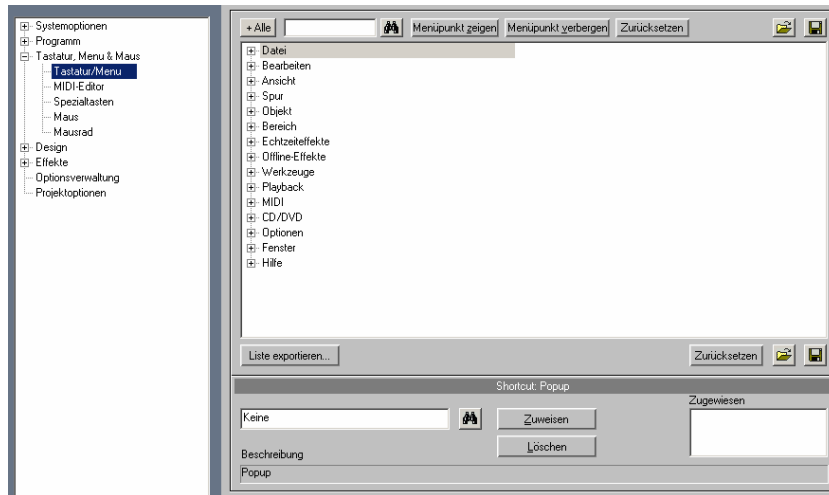 Systemoptionen
Programm
Tastatur, Menu & Maus
Tastatur/Menu
MIDI-Editor
Spezialtasten
Maus
Mausrad
Design
Effekte
Optionsverwaltung
Projektoptionen
+ Alle Menüpunkt zeigen Menüpunkt verbergen Zurücksetzen
Datei
Bearbeiten
Ansicht
Spur
Objekt
Bereich
Echtzeiteffekte
Offline-Effekte
Werkzeuge
Playback
MIDI
CD/DVD
Optionen
Fenster
Hilfe
Liste exportieren... Zurücksetzen
Shortcut: Popup
Zugewiesen
Keine Zuweisen
Löschen
Beschreibung
Popup